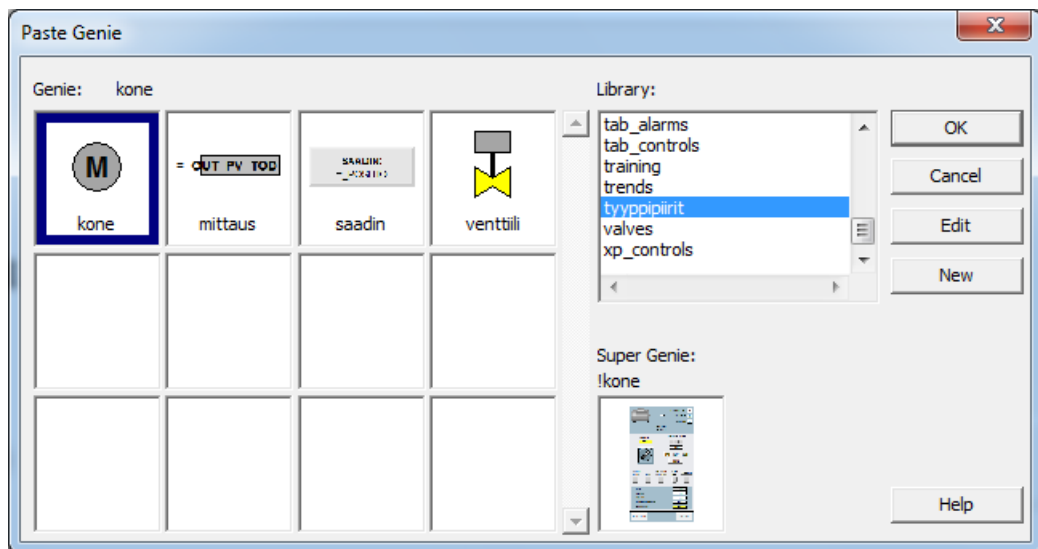 Paste Genie
Genie: kone
M
kone
= OUT PV TOD
mittaus
saadin
venttiili
Library:
tab_alarms
tab_controls
training
trends
tyyppipiirit
valves
xp_controls
OK
Cancel
Edit
New
Super Genie:
!kone
Help